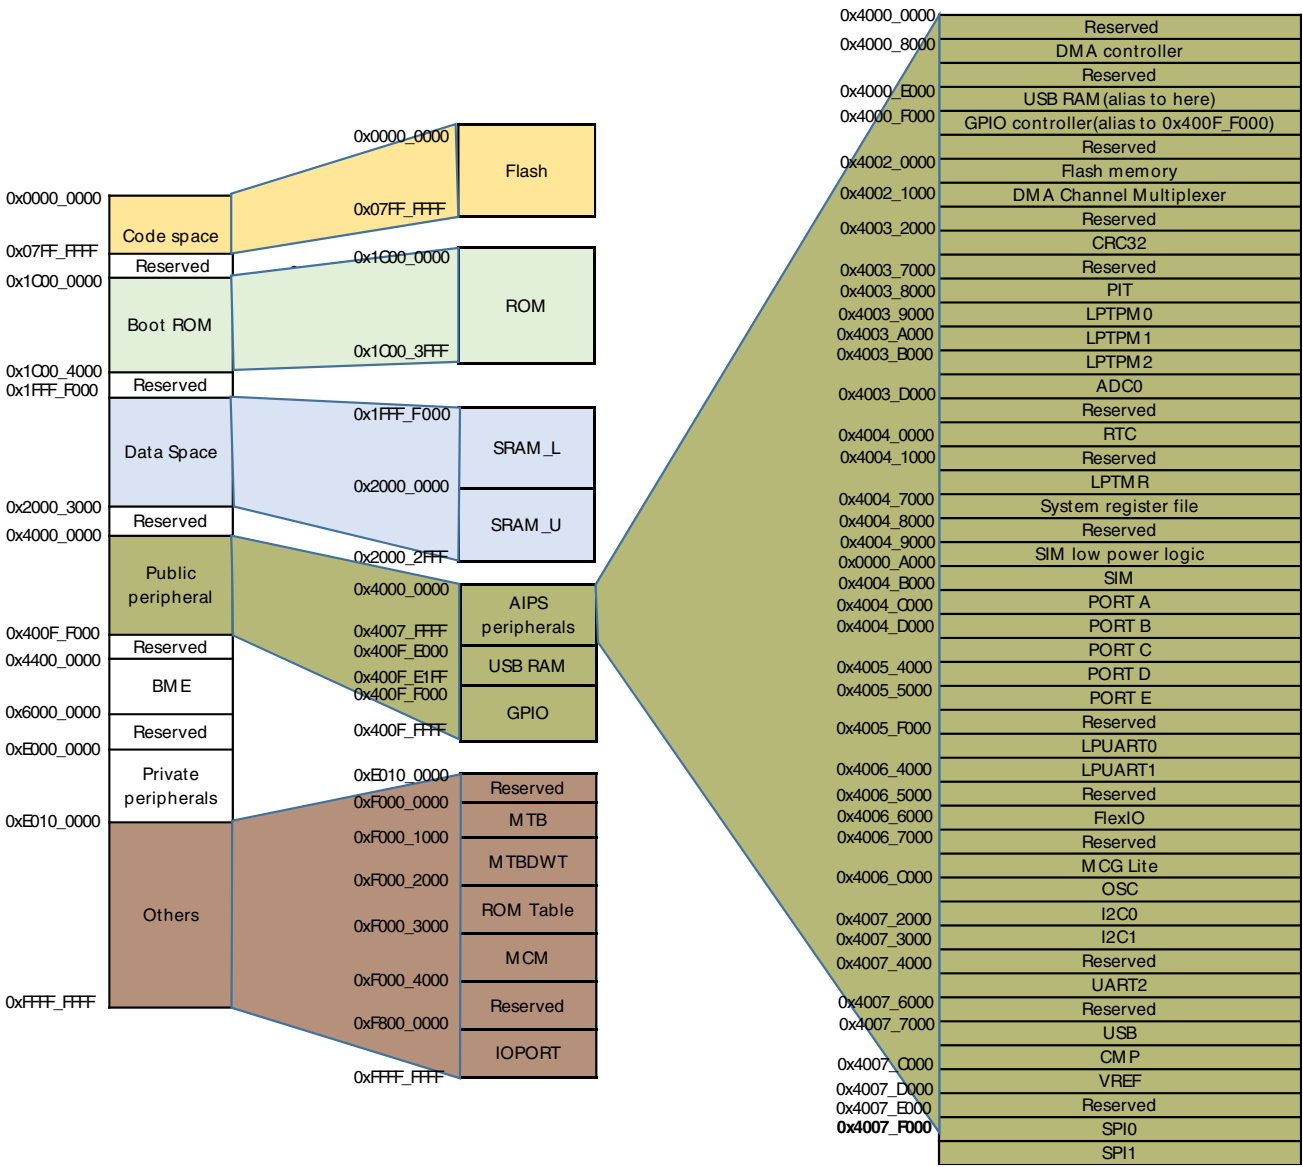 0x0000_0000
Code space
0x07FF_FFFF
Reserved
0x1C00_0000
Boot ROM
0x1C00_4000
Reserved
0x1FFF_F000
Data Space
0x2000_3000
Reserved
0x4000_0000
Public
peripheral
0x400F_F000
Reserved
0x4400_0000
BME
0x6000_0000
Reserved
0xE000_0000
Private
peripherals
0xE010_0000
Others
0xFFFF_FFFF
0x0000_0000
Flash
0x07FF_FFFF
0x1C00_0000
ROM
0x1C00_3FFF
0x1FFF_F000
SRAM_L
0x2000_0000
SRAM_U
0x2000_2FFF
0x4000_0000
AIPS
peripherals
0x4007_FFFF
0x400F_E000
USB RAM
0x400F_E1FF
0x400F_F000
GPIO
0x400F_FFFF
0xE010_0000
Reserved
0xF000_0000
MTB
0xF000_1000
MTBDWT
0xF000_2000
ROM Table
0xF000_3000
MCM
0xF000_4000
Reserved
0xF800_0000
IOPORT
0xFFFF_FFFF
0x4000_0000
Reserved
0x4000_8000
DMA controller
Reserved
0x4000_E000
USB RAM(alias to here)
0x4000_F000
GPIO controller(alias to 0x400F_F000)
Reserved
0x4002_0000
Flash memory
0x4002_1000
DMA Channel Multiplexer
Reserved
0x4003_2000
CRC32
Reserved
0x4003_7000
PIT
0x4003_8000
LPTPM0
0x4003_9000
LPTPM1
0x4003_A000
LPTPM2
0x4003_B000
ADC0
0x4003_D000
Reserved
RTC
0x4004_0000
Reserved
0x4004_1000
LPTMR
0x4004_7000
System register file
0x4004_8000
Reserved
0x4004_9000
SIM low power logic
0x0000_A000
SIM
0x4004_B000
PORT A
0x4004_C000
PORT B
0x4004_D000
PORT C
PORT D
0x4005_4000
PORT E
0x4005_5000
Reserved
0x4005_F000
LPUART0
LPUART1
0x4006_4000
Reserved
0x4006_5000
FlexIO
0x4006_6000
Reserved
0x4006_7000
MCG Lite
0x4006_C000
OSC
I2C0
0x4007_2000
I2C1
0x4007_3000
Reserved
0x4007_4000
UART2
0x4007_6000
Reserved
0x4007_7000
USB
CMP
0x4007_C000
VREF
0x4007_D000
Reserved
0x4007_E000
SPI0
0x4007_F000
SPI1